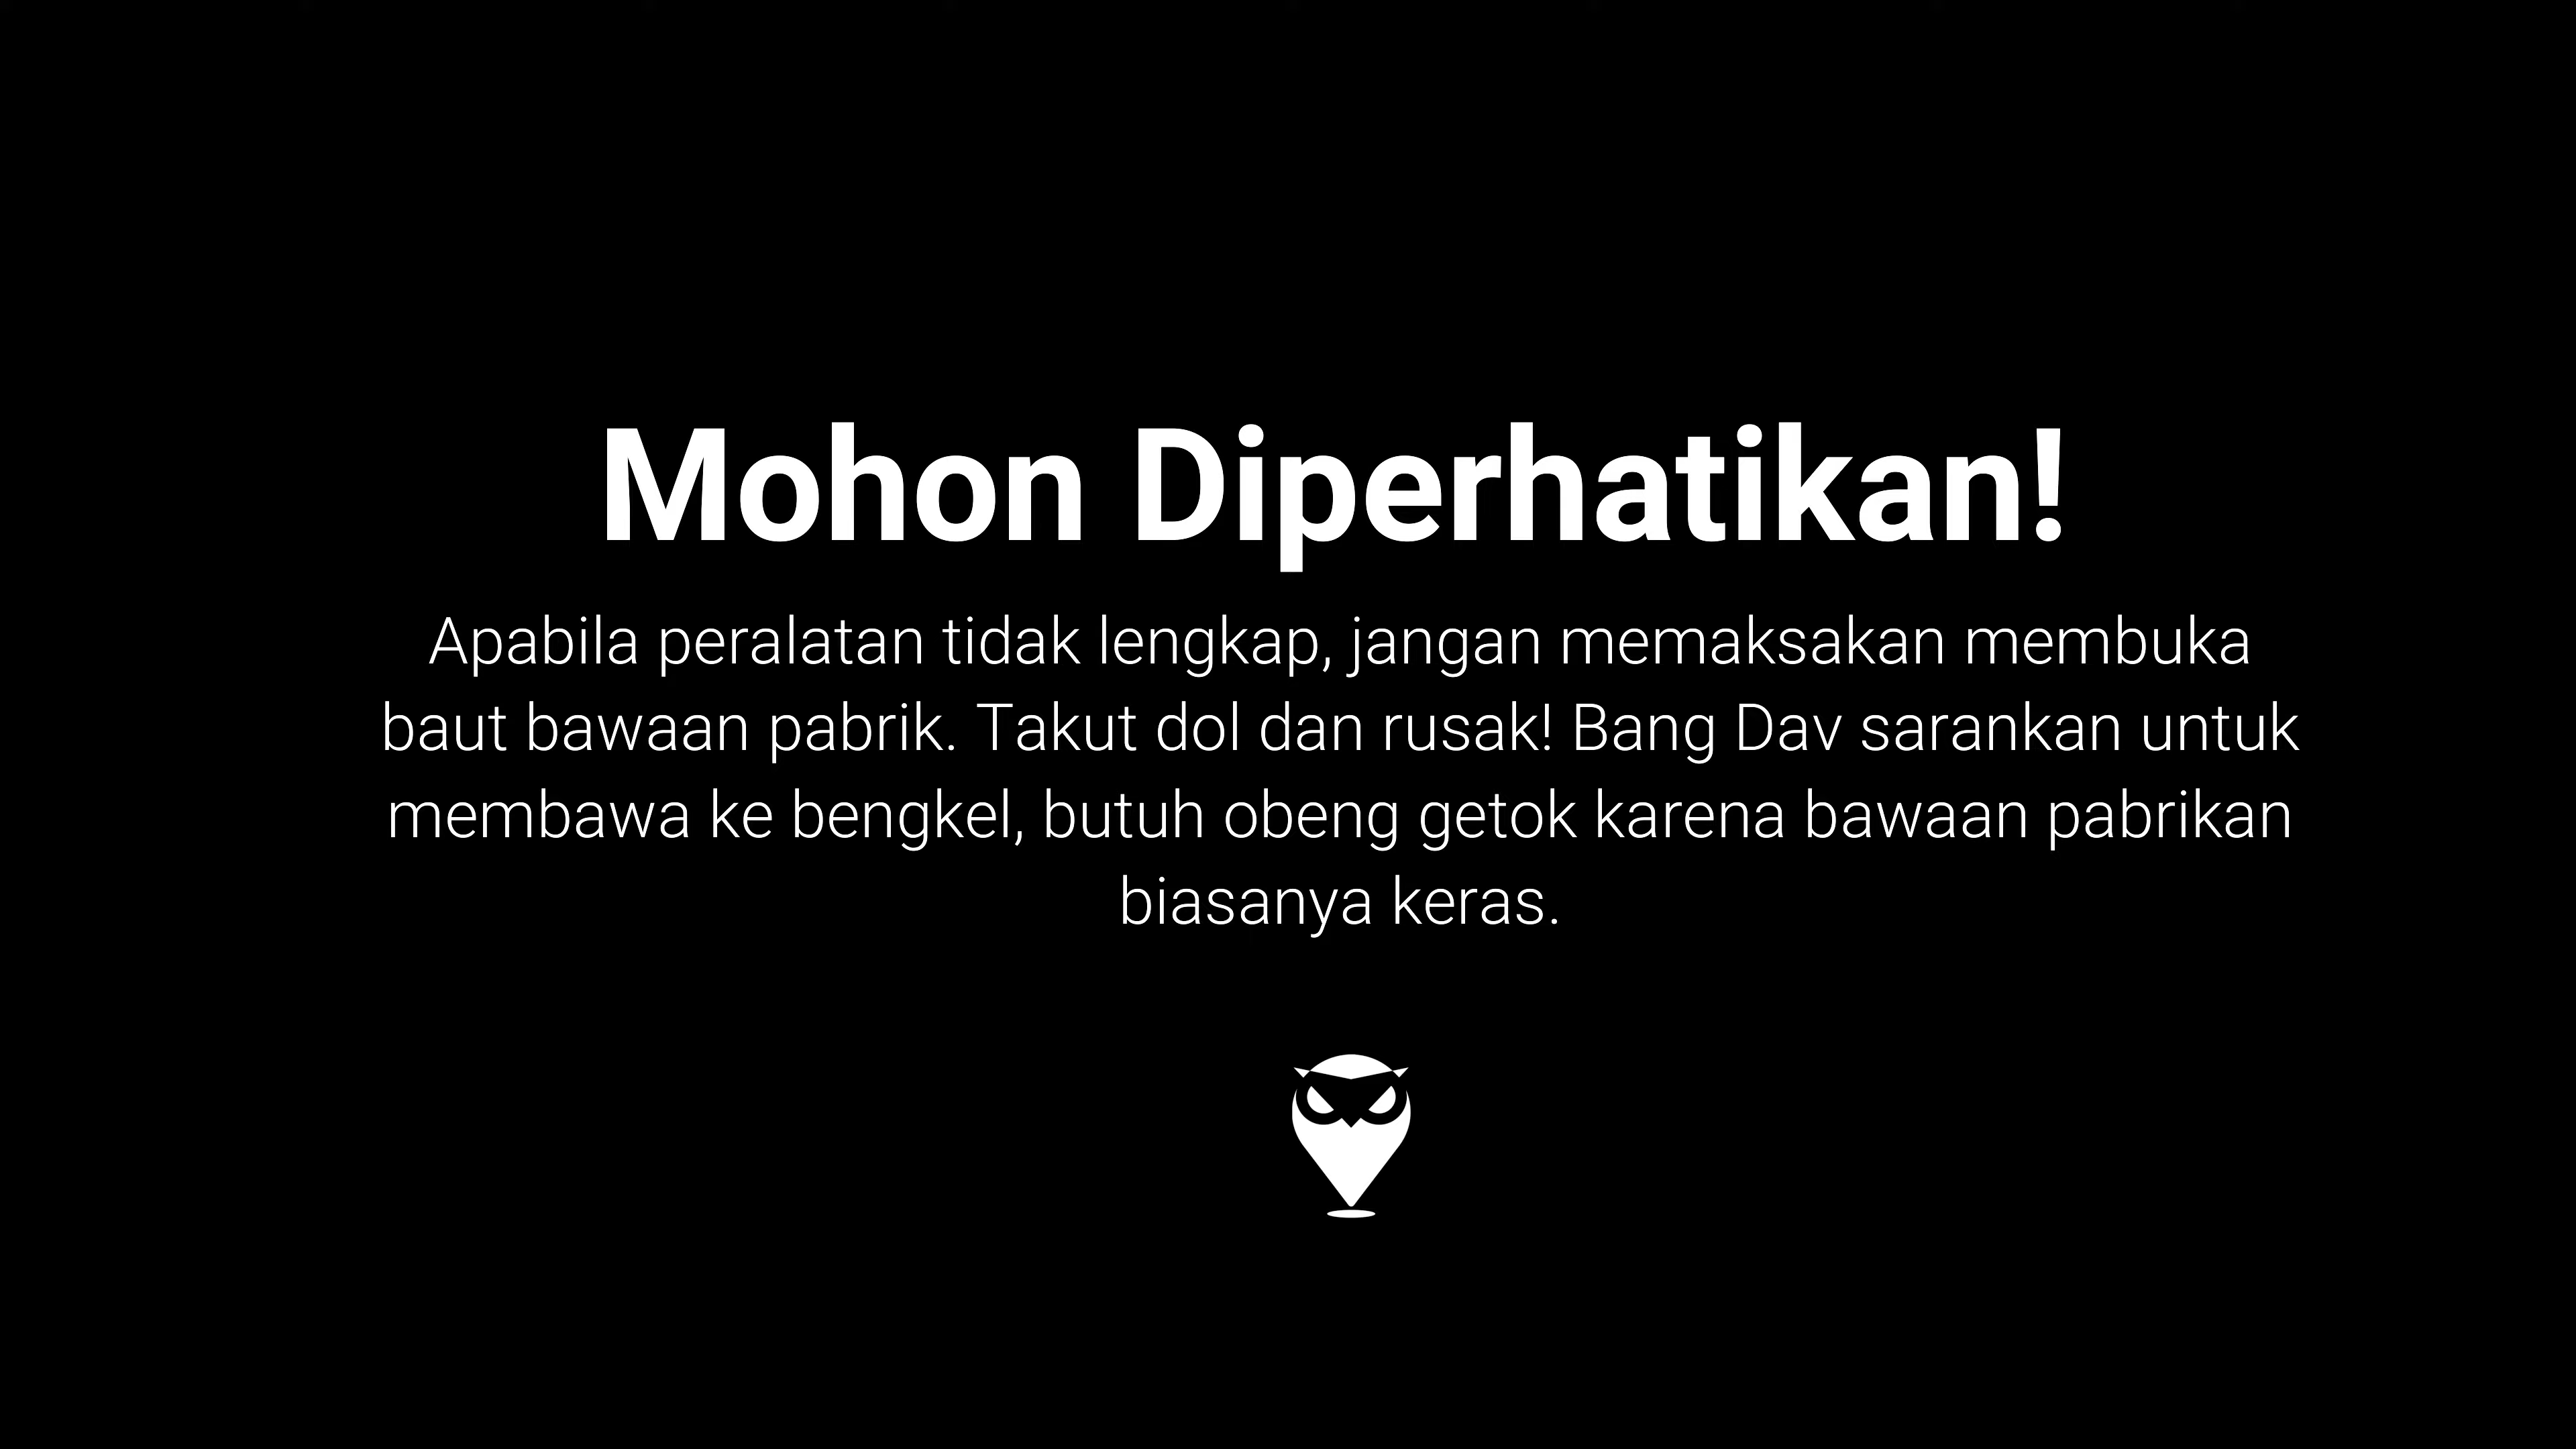 Mohon Diperhatikan!
Apabila peralatan tidak lengkap, jangan memaksakan membuka
baut bawaan pabrik. Takut dol dan rusak! Bang Dav sarankan untuk
membawa ke bengkel, butuh obeng getok karena bawaan pabrikan
biasanya keras.